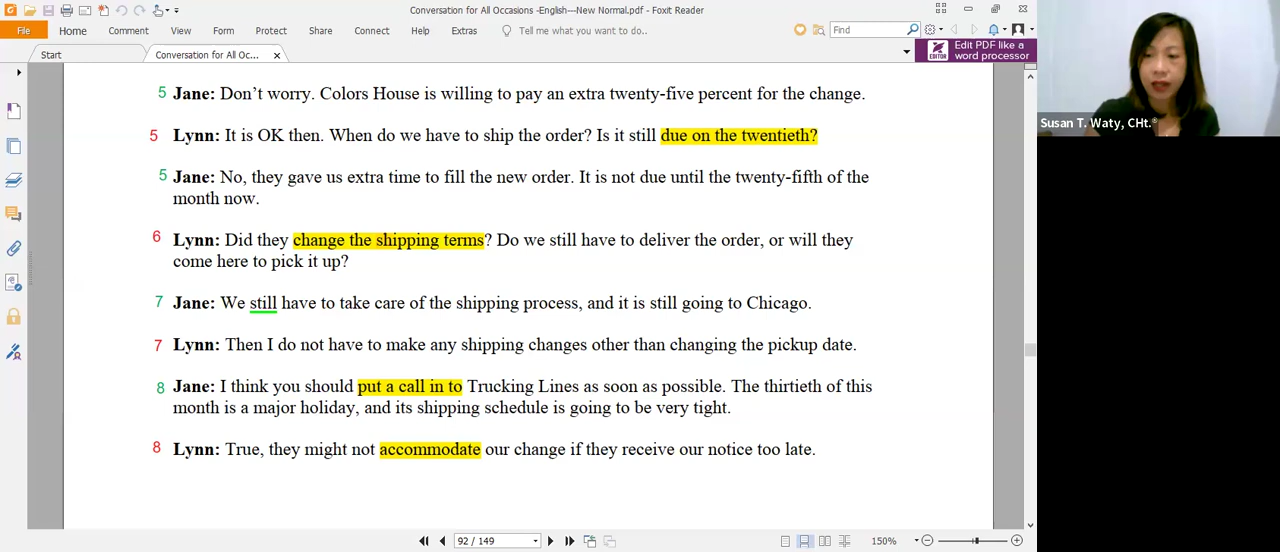 Conversation for All Occasions -English---New Normal.pdf - Foxit Reader
File Home Comment View Form Protect Share Connect Help Extras Tell me what you want to do.. Find
Start Conversation for All Oc... Edit PDF like a
word processor
EDITOR
5 Jane: Don't worry. Colors House is willing to pay an extra twenty-five percent for the change.
5 Lynn: It is OK then. When do we have to ship the order? Is it still due on the twentieth?
5 Jane: No, they gave us extra time to fill the new order. It is not due until the twenty-fifth of the
month now.
6 Lynn: Did they change the shipping terms? Do we still have to deliver the order, or will they
come here to pick it up?
7 Jane: We still have to take care of the shipping process, and it is still going to Chicago.
7 Lynn: Then I do not have to make any shipping changes other than changing the pickup date.
8 Jane: I think you should put a call in to Trucking Lines as soon as possible. The thirtieth of this
month is a major holiday, and its shipping schedule is going to be very tight.
8 Lynn: True, they might not accommodate our change if they receive our notice too late.
92 / 149
150%
Susan T. Waty, CHt.®